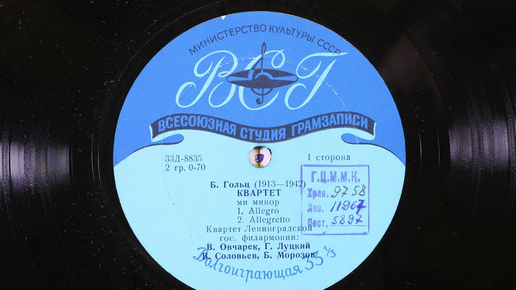 МИНИСТЕРСТВО КУЛЬТУРЫ СССР
ВСГ
ВСЕСОЮЗНАЯ СТУДИЯ ГРАМЗАПИСИ
33Д-8835
2 гр. 0-70
1 сторона
Б. Гольц (1913—1942)
КВАРТЕТ
ми минор
1. Allegro
2. Allegretto
Квартет Ленинградской
гос. филармонии:
В. Овчарек, Г. Луцкий
В. Соловьев, Б. Морозов
Долгоиграющая 33 1/3
Г.Ц.М.М.К.
Хран. 9758
Инв. 11967
Пост. 5897